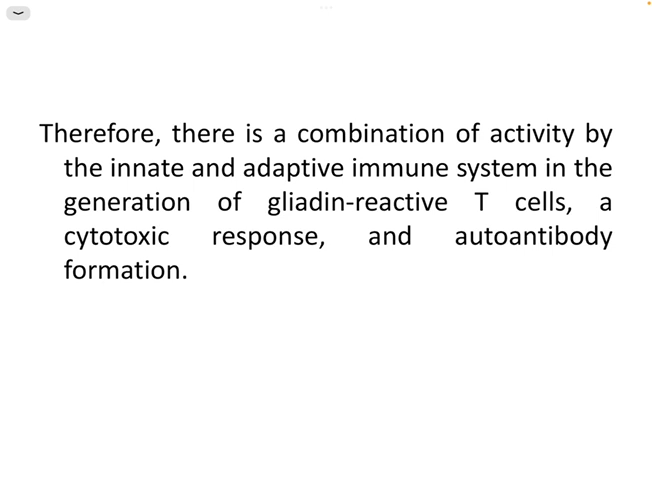 Therefore, there is a combination of activity by
the innate and adaptive immune system in the
generation of gliadin-reactive T cells, a
cytotoxic response, and autoantibody
formation.